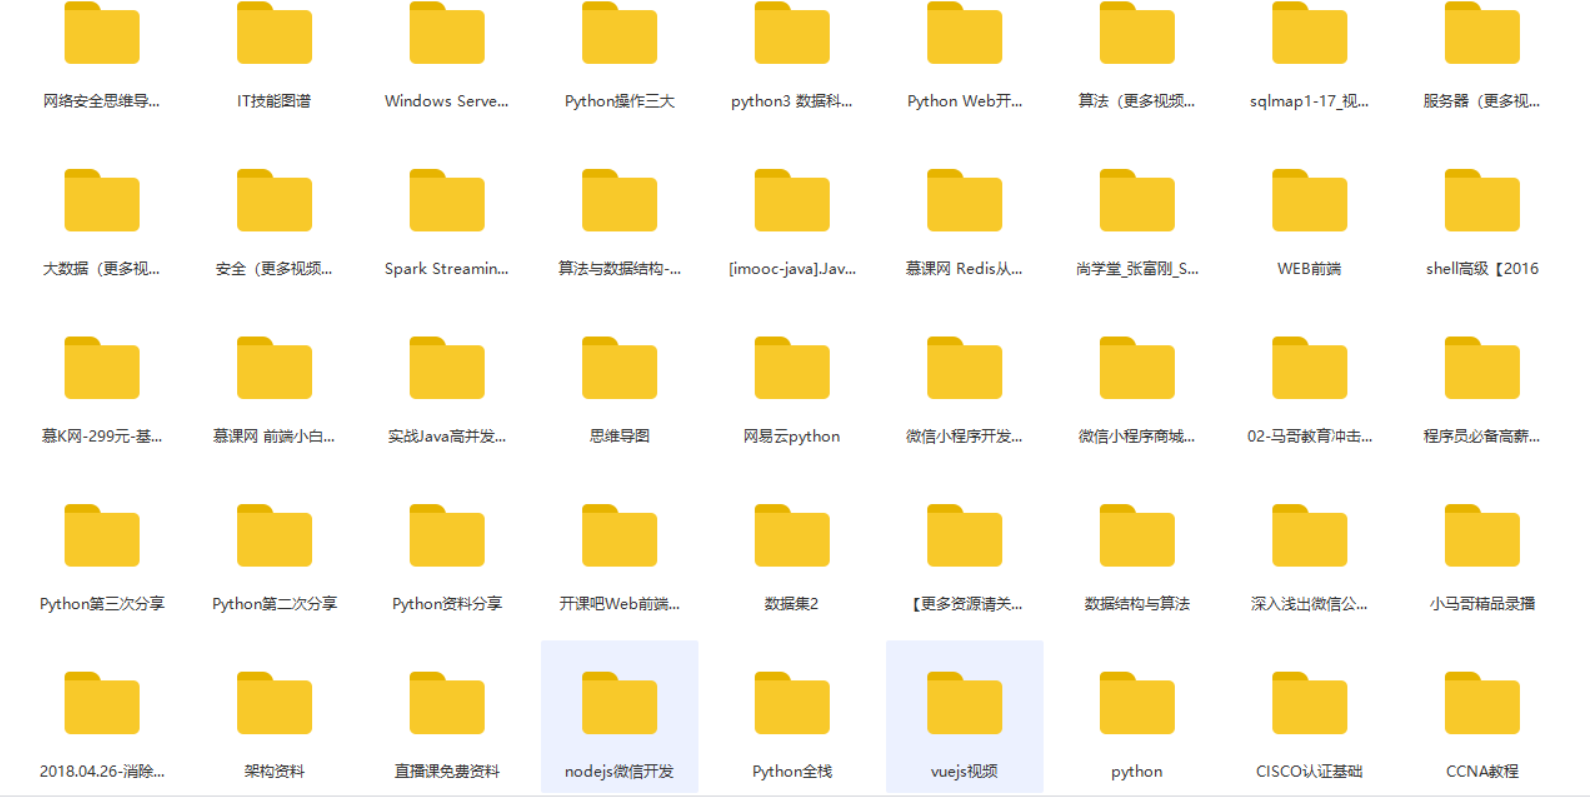 网络安全思维导...
IT技能图谱
Windows Serve...
Python操作三大
python3 数据科...
Python Web开...
算法（更多视频...
sqlmap1-17_视...
服务器（更多视...
大数据（更多视...
安全（更多视频...
Spark Streamin...
算法与数据结构-...
[imooc-java].Jav...
慕课网 Redis从...
尚学堂_张富刚_S...
WEB前端
shell高级【2016
慕K网-299元-基...
慕课网 前端小白...
实战Java高并发...
思维导图
网易云python
微信小程序开发...
微信小程序商城...
02-马哥教育冲击...
程序员必备高薪...
Python第三次分享
Python第二次分享
Python资料分享
开课吧Web前端...
数据集2
【更多资源请关...
数据结构与算法
深入浅出微信公...
小马哥精品录播
2018.04.26-消除...
架构资料
直播课免费资料
nodejs微信开发
Python全栈
vuejs视频
python
CISCO认证基础
CCNA教程